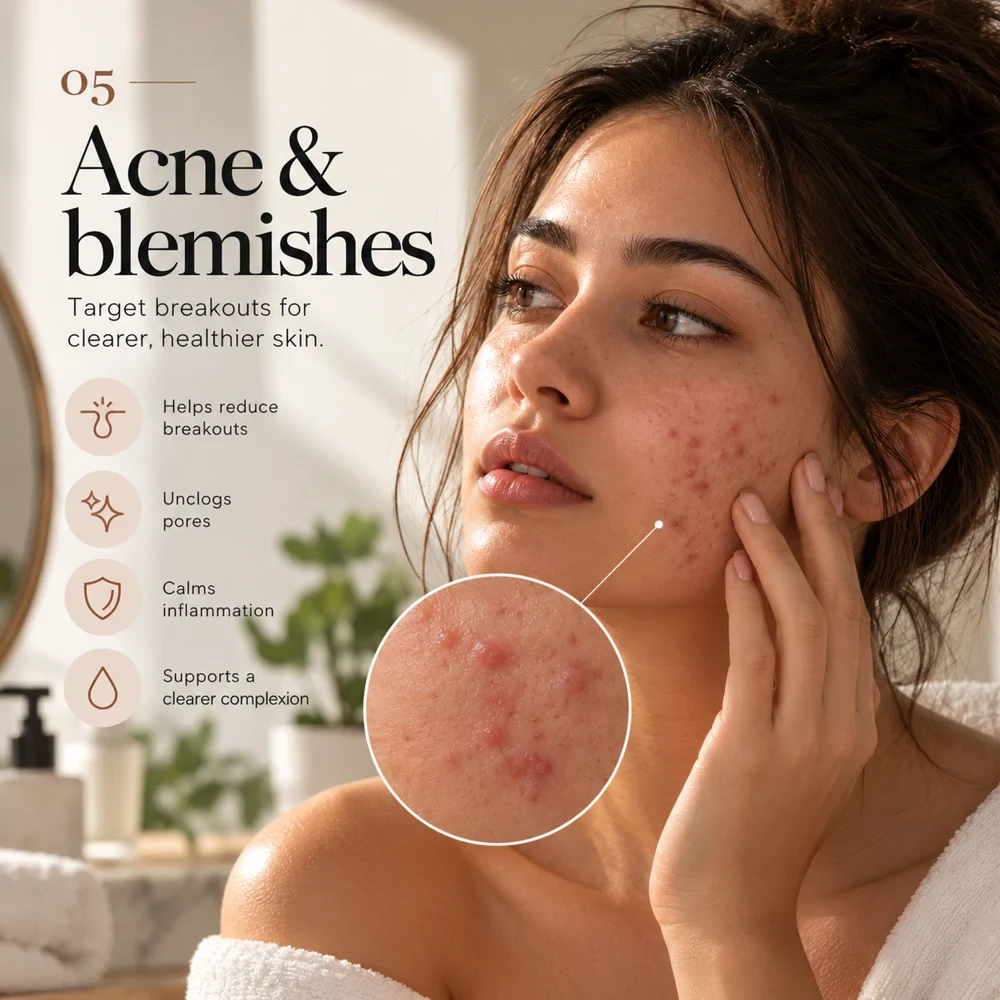 05
Acne &
blemishes
Target breakouts for
clearer, healthier skin.
Helps reduce
breakouts
Unclogs
pores
Calms
inflammation
Supports a
clearer complexion